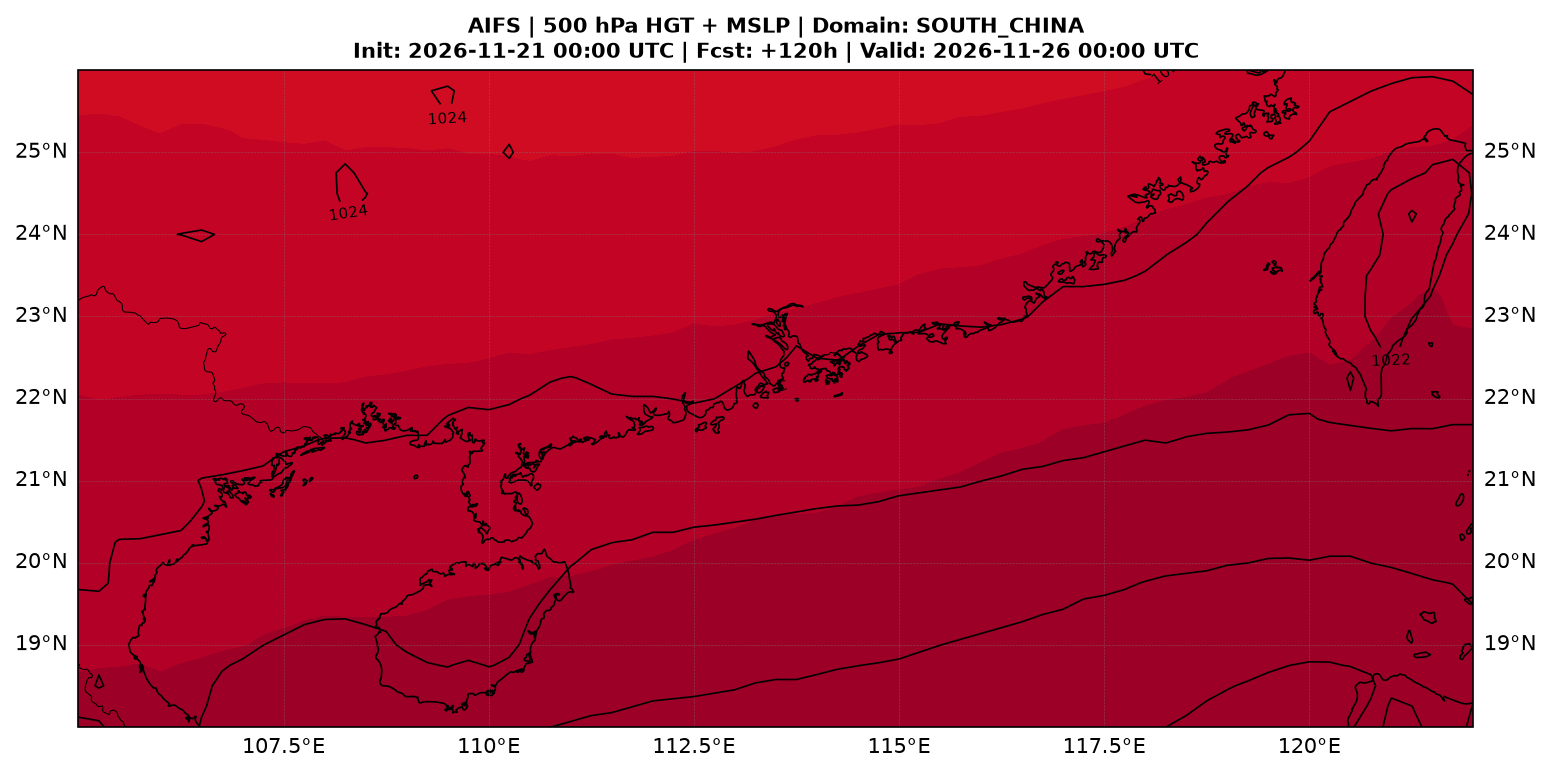 AIFS | 500 hPa HGT + MSLP | Domain: SOUTH_CHINA
Init: 2026-11-21 00:00 UTC | Fcst: +120h | Valid: 2026-11-26 00:00 UTC
1024
25°N
25°N
1024
24°N
24°N
23°N
23°N
1022
22°N
22°N
21°N
21°N
20°N
20°N
19°N
19°N
107.5°E
110°E
112.5°E
115°E
117.5°E
120°E